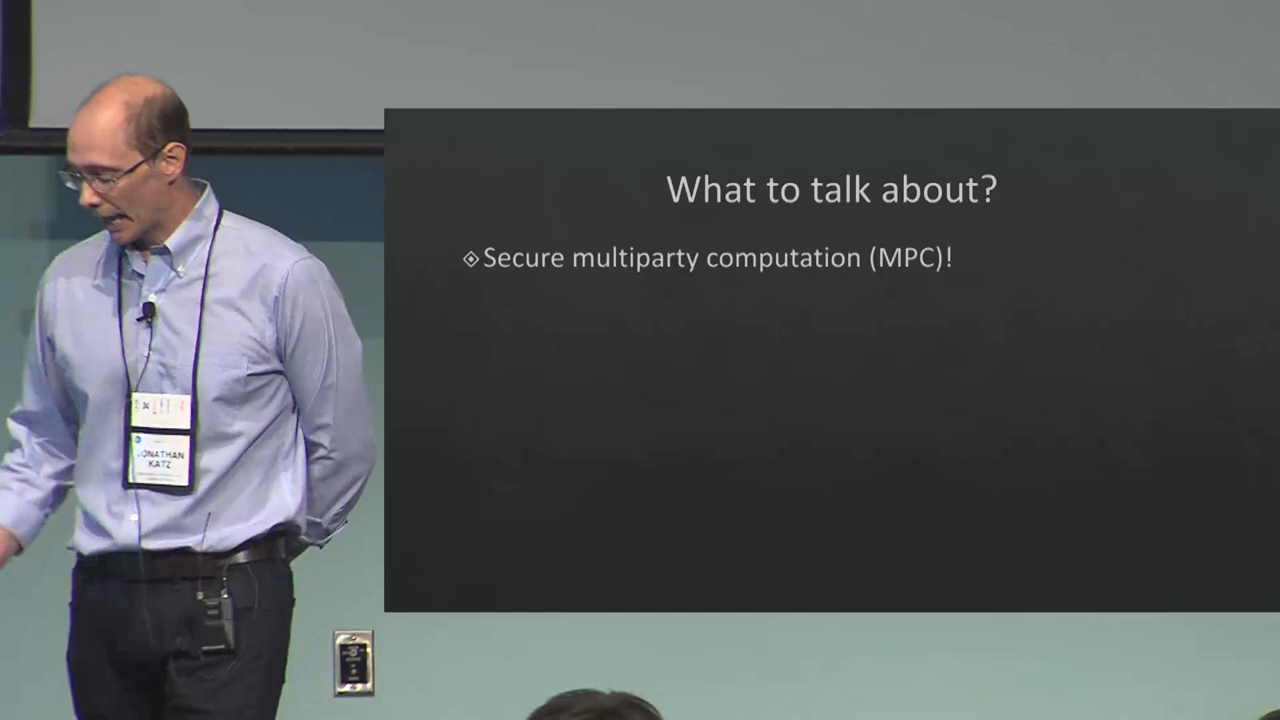 What to talk about?
Secure multiparty computation (MPC)!
JONATHAN
KATZ